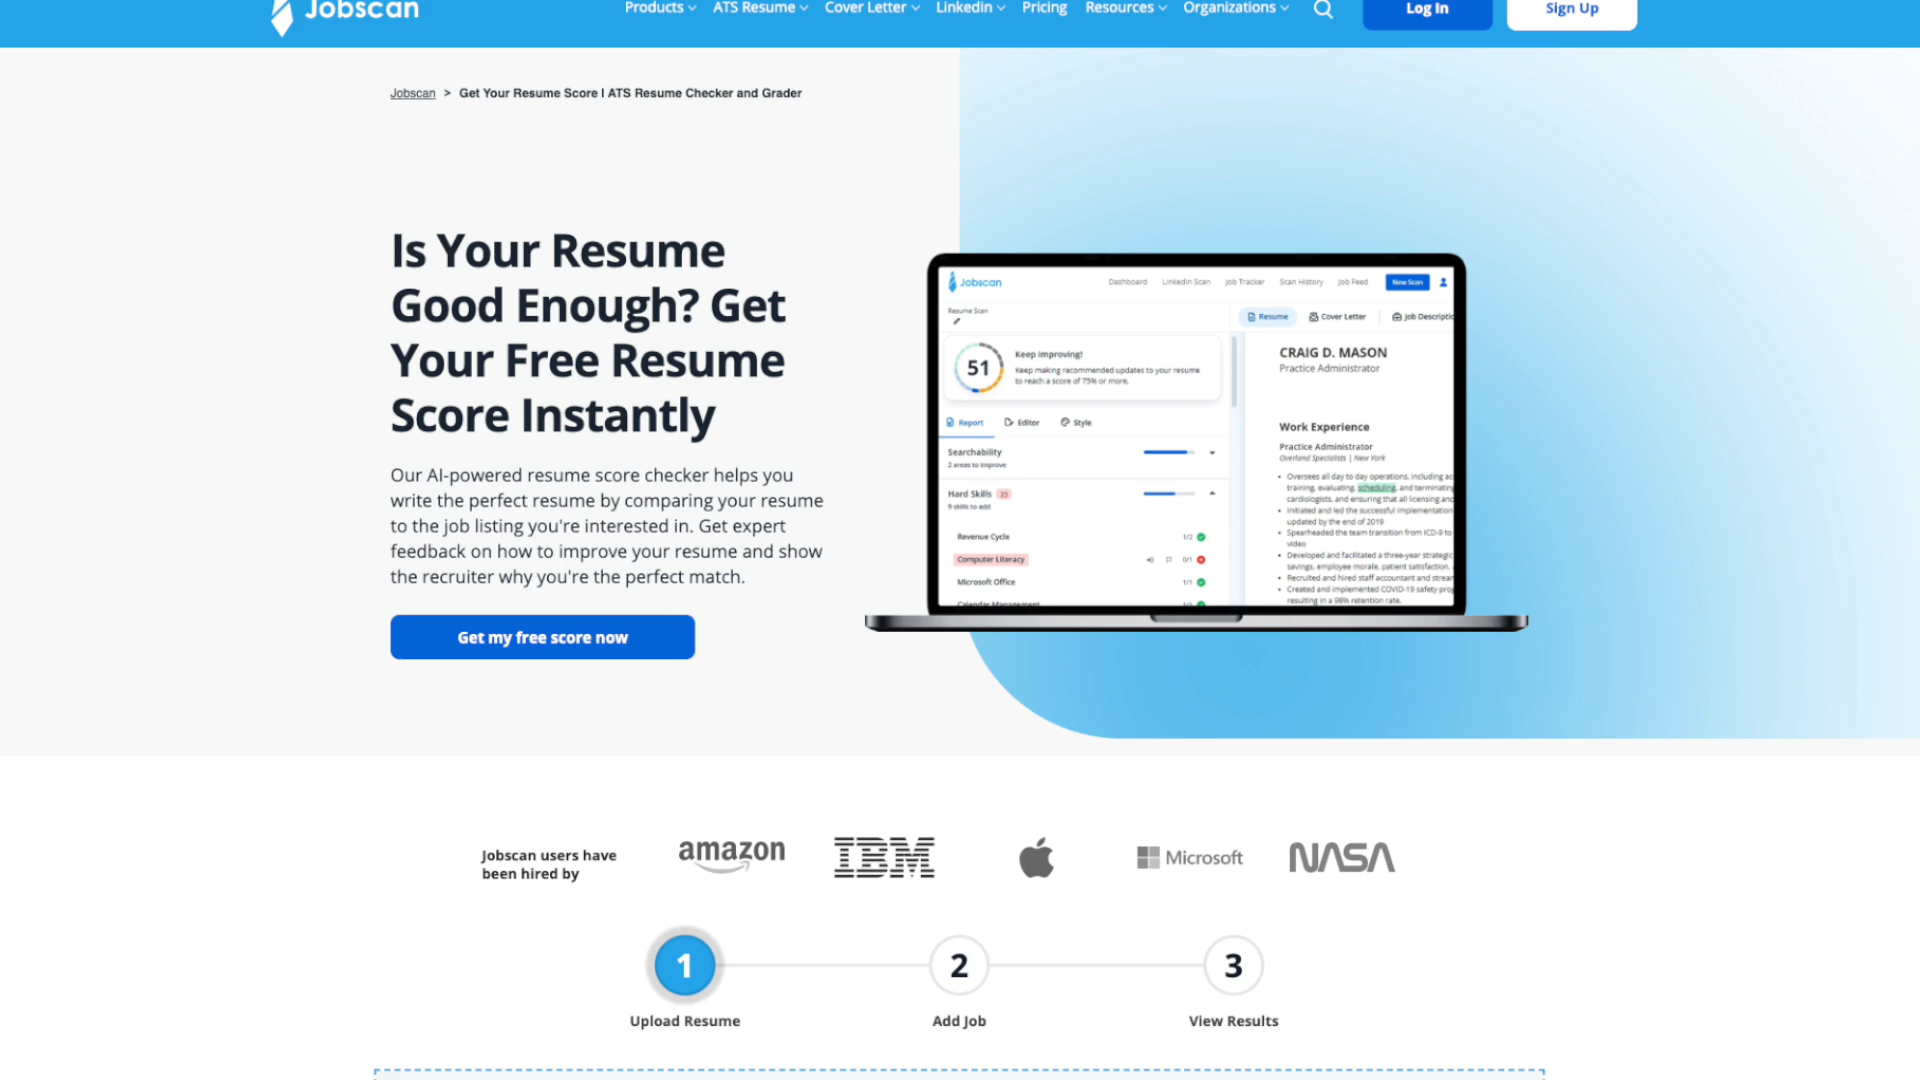 Jobscan
Products
ATS Resume
Cover Letter
Linkedin
Pricing
Resources
Organizations
Log In
Sign Up
Jobscan > Get Your Resume Score I ATS Resume Checker and Grader
Is Your Resume
Good Enough? Get
Your Free Resume
Score Instantly
Our AI-powered resume score checker helps you
write the perfect resume by comparing your resume
to the job listing you're interested in. Get expert
feedback on how to improve your resume and show
the recruiter why you're the perfect match.
Get my free score now
Jobscan
Dashboard
Linkedin Scan
Job Tracker
Scan History
Job Feed
New Scan
Resume Scan
51
Keep improving!
Keep making recommended updates to your resume
to reach a score of 75% or more.
Report
Editor
Style
Searchability
2 areas to improve
Hard Skills 23
9 skills to add
Revenue Cycle 1/2
Computer Literacy 0/1
Microsoft Office 1/1
Calendar Management
Resume
Cover Letter
Job Descriptio
CRAIG D. MASON
Practice Administrator
Work Experience
Practice Administrator
Overland Specialists | New York
Oversees all day to day operations, including ac
training, evaluating, scheduling, and terminating
cardiologists, and ensuring that all licensing and
Initiated and led the successful implementation
updated by the end of 2019
Spearheaded the team transition from ICD-9 to
video
Developed and facilitated a three-year strategic
savings, employee morale, patient satisfaction,
Recruited and hired staff accountant and strear
Created and implemented COVID-19 safety prog
resulting in a 98% retention rate.
Jobscan users have
been hired by
amazon
IBM
Microsoft
NASA
1
2
3
Upload Resume
Add Job
View Results